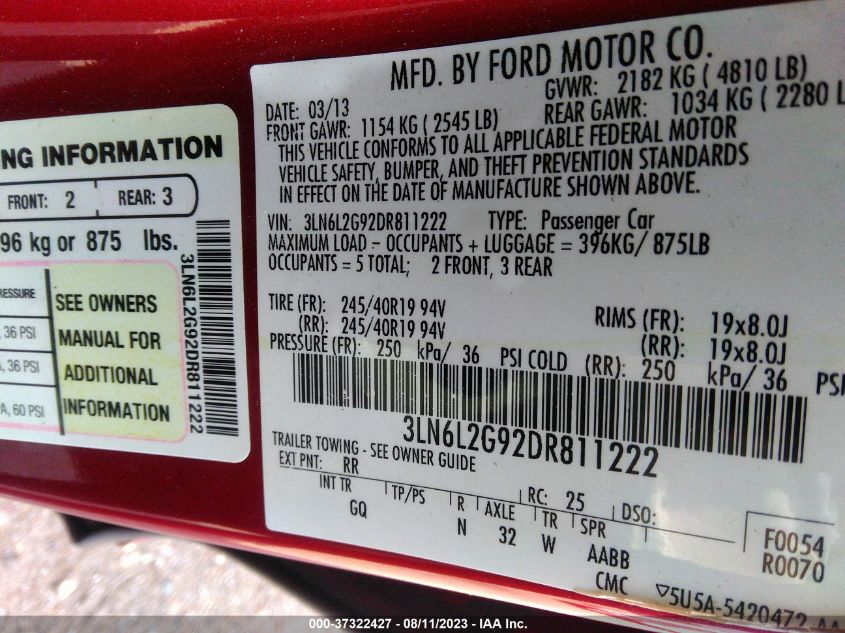 NG INFORMATION
FRONT: 2 REAR: 3
96 kg or 875 lbs.
RESSURE
SEE OWNERS
MANUAL FOR
ADDITIONAL
INFORMATION
36 PSI
, 36 PSI
A, 60 PSI
3LN6L2G92DR811222
MFD. BY FORD MOTOR CO.
DATE: 03/13 GVWR: 2182 KG ( 4810 LB)
FRONT GAWR: 1154 KG ( 2545 LB) REAR GAWR: 1034 KG ( 2280 L
THIS VEHICLE CONFORMS TO ALL APPLICABLE FEDERAL MOTOR
VEHICLE SAFETY, BUMPER, AND THEFT PREVENTION STANDARDS
IN EFFECT ON THE DATE OF MANUFACTURE SHOWN ABOVE.
VIN: 3LN6L2G92DR811222 TYPE: Passenger Car
MAXIMUM LOAD - OCCUPANTS + LUGGAGE = 396KG/ 875LB
OCCUPANTS = 5 TOTAL; 2 FRONT, 3 REAR
TIRE (FR): 245/40R19 94V RIMS (FR): 19x8.0J
(RR): 245/40R19 94V (RR): 19x8.0J
PRESSURE (FR): 250 kPa/ 36 PSI COLD (RR): 250 kPa/ 36 PSI
3LN6L2G92DR811222
TRAILER TOWING - SEE OWNER GUIDE
EXT PNT: RR RC: 25 DSO:
INT TR TP/PS R AXLE TR SPR
GQ N 32 W AABB
F0054
R0070
CMC ▽5U5A-5420472-AA
000-37322427 - 08/11/2023 - IAA Inc.